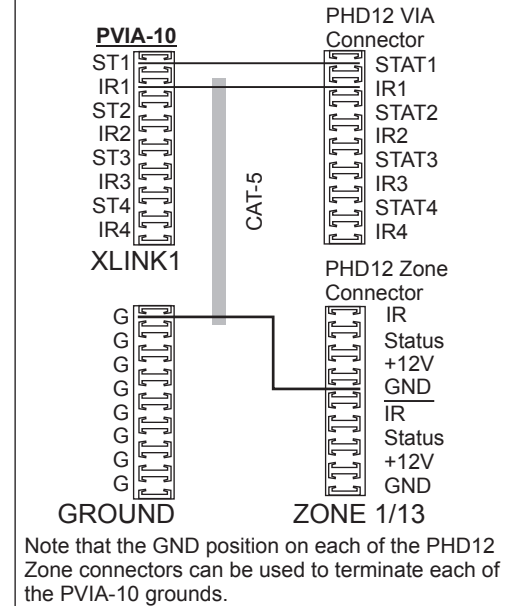 PVIA-10
ST1
IR1
ST2
IR2
ST3
IR3
ST4
IR4
XLINK1
PHD12 VIA
Connector
STAT1
IR1
STAT2
IR2
STAT3
IR3
STAT4
IR4
CAT-5
G
G
G
G
G
G
G
G
GROUND
PHD12 Zone
Connector
IR
Status
+12V
GND
IR
Status
+12V
GND
ZONE 1/13
Note that the GND position on each of the PHD12
Zone connectors can be used to terminate each of
the PVIA-10 grounds.